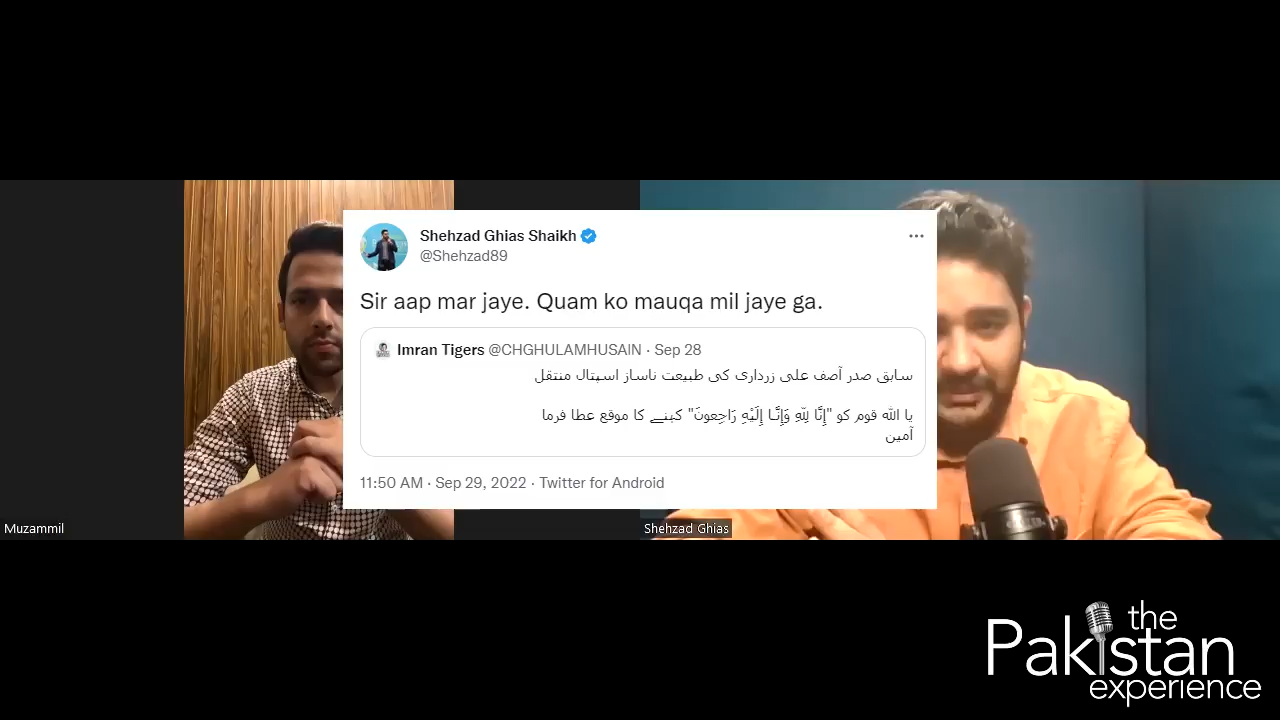 Shehzad Ghias Shaikh
@Shehzad89
Sir aap mar jaye. Quam ko mauqa mil jaye ga.
Imran Tigers @CHGHULAMHUSAIN · Sep 28
سابق صدر آصف علی زرداری کی طبیعت ناساز اسپتال منتقل
یا اللہ قوم کو "إِنَّا لِلّهِ وَإِنَّـا إِلَيْهِ رَاجِعونَ" کہنے کا موقع عطا فرما
آمین
11:50 AM · Sep 29, 2022 · Twitter for Android
Muzammil
Shehzad Ghias
the
Pakistan
experience